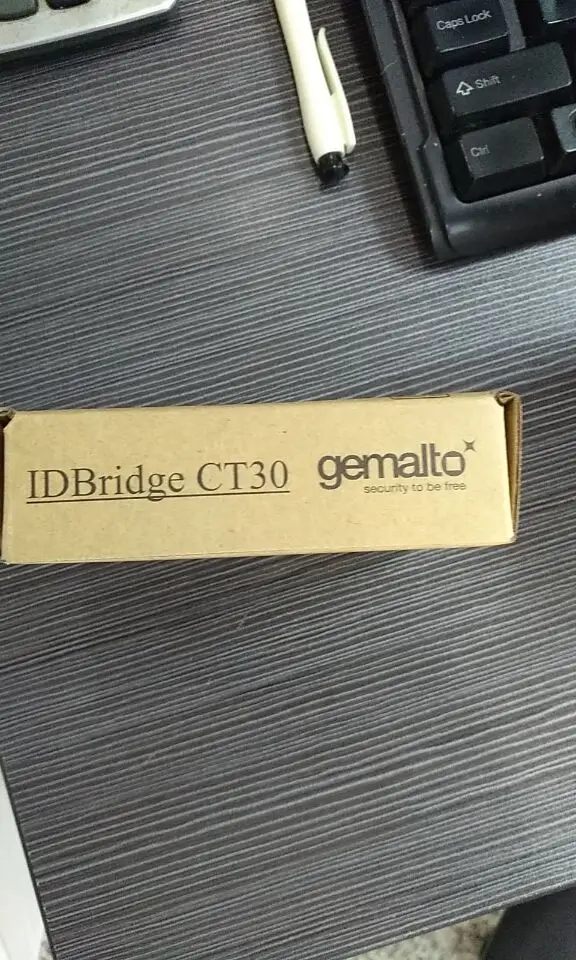 Caps Lock
Shift
Ctrl
IDBridge CT30
gemalto
security to be free